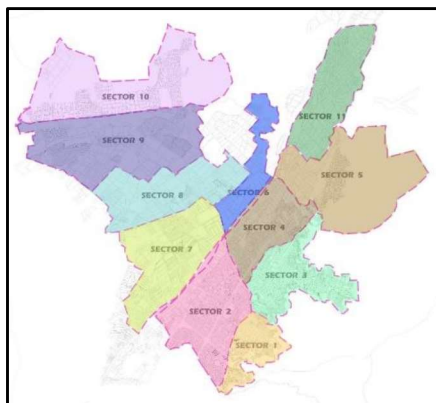 SECTOR 10
SECTOR 11
SECTOR 9
SECTOR 5
SECTOR 8
SECTOR 6
SECTOR 4
SECTOR 7
SECTOR 3
SECTOR 2
SECTOR 1